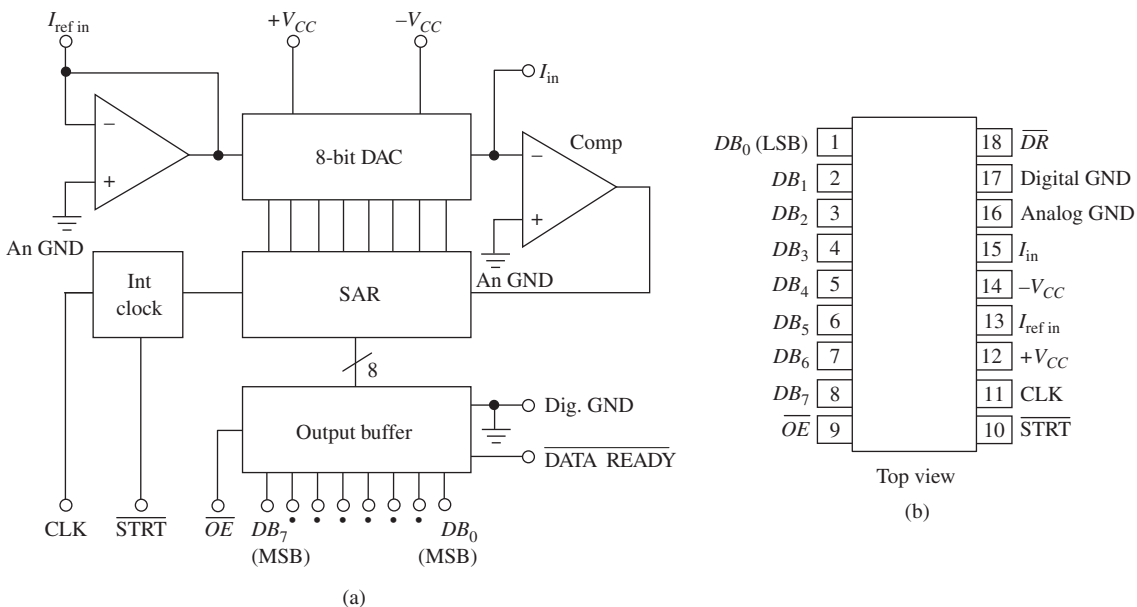 I_ref in
+V_CC
−V_CC
I_in
−
+
An GND
8-bit DAC
Comp
−
+
An GND
Int
clock
SAR
8
Output buffer
Dig. GND
DATA READY
CLK
STRT
OE
DB_7
(MSB)
DB_0
(MSB)
(a)
DB_0 (LSB) 1 18 DR
DB_1 2 17 Digital GND
DB_2 3 16 Analog GND
DB_3 4 15 I_in
DB_4 5 14 −V_CC
DB_5 6 13 I_ref in
DB_6 7 12 +V_CC
DB_7 8 11 CLK
OE 9 10 STRT
Top view
(b)